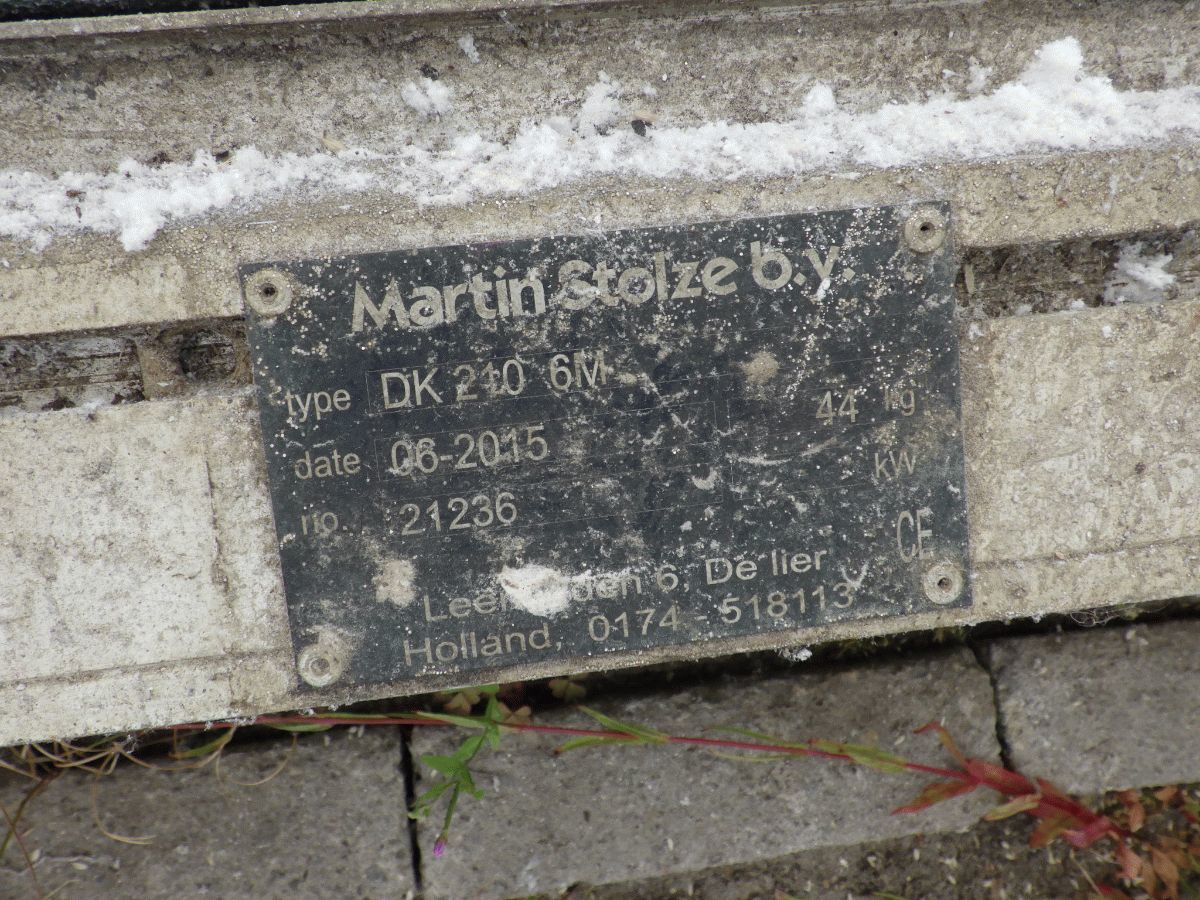 Martin Stolze b.v.
type DK 210 6M
date 06-2015 44 kg
no. 21236 kW
6, De lier CE
Holland, 0174 - 518113